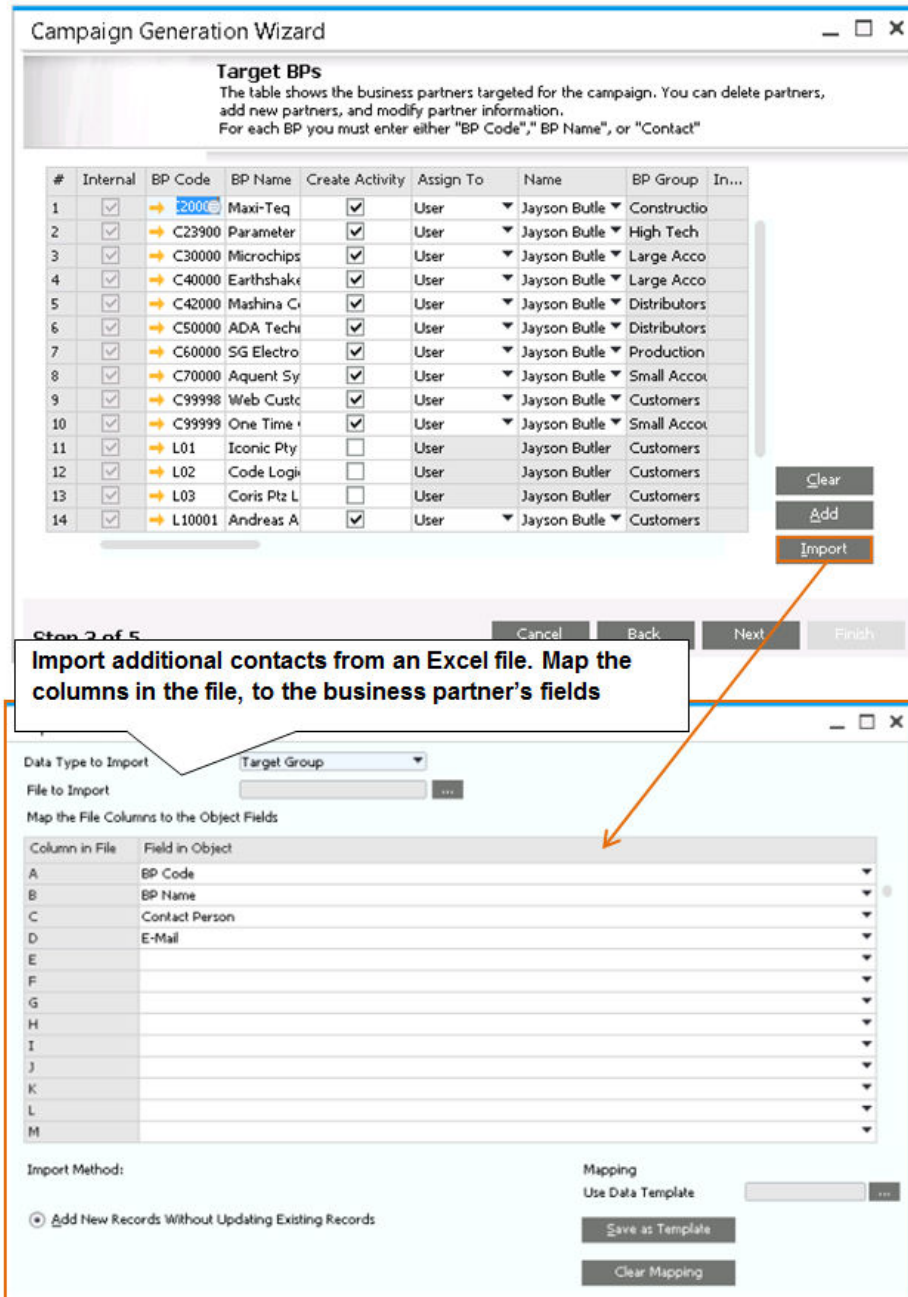 Campaign Generation Wizard
Target BPs
The table shows the business partners targeted for the campaign. You can delete partners,
add new partners, and modify partner information.
For each BP you must enter either "BP Code"," BP Name", or "Contact"
# Internal BP Code BP Name Create Activity Assign To Name BP Group In...
1 Maxi-Teq User Jayson Butle Constructio
2 C23900 Parameter User Jayson Butle High Tech
3 C30000 Microchips User Jayson Butle Large Acco
4 C40000 Earthshake User Jayson Butle Large Acco
5 C42000 Mashina C User Jayson Butle Distributors
6 C50000 ADA Techn User Jayson Butle Distributors
7 C60000 SG Electro User Jayson Butle Production
8 C70000 Aquent Sy User Jayson Butle Small Accou
9 C99998 Web Custo User Jayson Butle Customers
10 C99999 One Time User Jayson Butle Small Accou
11 L01 Iconic Pty User Jayson Butler Customers
12 L02 Code Logi User Jayson Butler Customers
13 L03 Coris Ptz L User Jayson Butler Customers
14 L10001 Andreas A User Jayson Butle Customers
Clear
Add
Import
Step 3 of 5 Cancel Back Next Finish
Import additional contacts from an Excel file. Map the
columns in the file, to the business partner's fields
Data Type to Import Target Group
File to Import ...
Map the File Columns to the Object Fields
Column in File Field in Object
A BP Code
B BP Name
C Contact Person
D E-Mail
E
F
G
H
I
J
K
L
M
Import Method: Mapping
Use Data Template ...
Add New Records Without Updating Existing Records
Save as Template
Clear Mapping